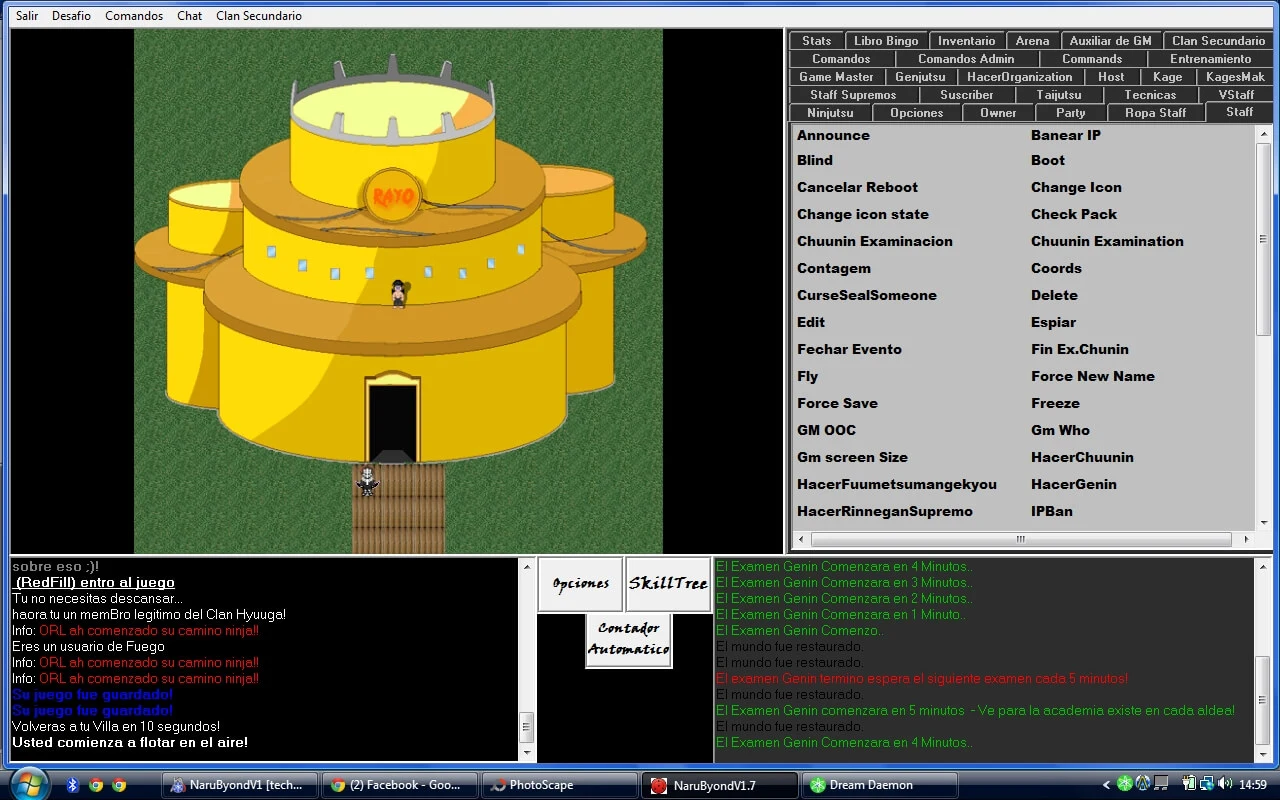 Salir Desafio Comandos Chat Clan Secundario
RAYO
Stats Libro Bingo Inventario Arena Auxiliar de GM Clan Secundario
Comandos Comandos Admin Commands Entrenamiento
Game Master Genjutsu HacerOrganization Host Kage KagesMak
Staff Supremos Suscriber Taijutsu Tecnicas VStaff
Ninjutsu Opciones Owner Party Ropa Staff Staff
Announce Banear IP
Blind Boot
Cancelar Reboot Change Icon
Change icon state Check Pack
Chuunin Examinacion Chuunin Examination
Contagem Coords
CurseSealSomeone Delete
Edit Espiar
Fechar Evento Fin Ex.Chunin
Fly Force New Name
Force Save Freeze
GM OOC Gm Who
Gm screen Size HacerChuunin
HacerFuumetsumangekyou HacerGenin
HacerRinneganSupremo IPBan
sobre eso ;)!
(RedFill) entro al juego
Tu no necesitas descansar...
haora tu un memBro legitimo del Clan Hyuuga!
Info: ORL ah comenzado su camino ninja!!
Eres un usuario de Fuego
Info: ORL ah comenzado su camino ninja!!
Info: ORL ah comenzado su camino ninja!!
Su juego fue guardado!
Su juego fue guardado!
Volveras a tu Villa en 10 segundos!
Usted comienza a flotar en el aire!
Opciones SkillTree
Contador
Automatico
El Examen Genin Comenzara en 4 Minutos..
El Examen Genin Comenzara en 3 Minutos..
El Examen Genin Comenzara en 2 Minutos..
El Examen Genin Comenzara en 1 Minuto..
El Examen Genin Comenzo..
El mundo fue restaurado.
El mundo fue restaurado.
El examen Genin termino espera el siguiente examen cada 5 minutos!
El mundo fue restaurado.
El Examen Genin comenzara en 5 minutos - Ve para la academia existe en cada aldea!
El mundo fue restaurado.
El Examen Genin Comenzara en 4 Minutos..
NaruByondV1 [tech... (2) Facebook - Goo... PhotoScape NaruByondV1.7 Dream Daemon 14:59